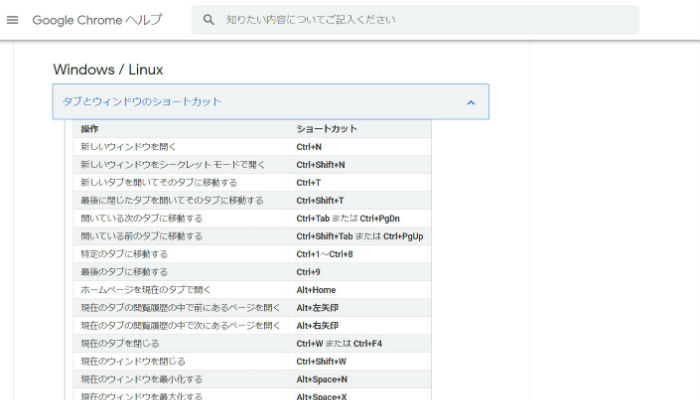 Google Chrome ヘルプ
知りたい内容についてご記入ください
Windows / Linux
タブとウィンドウのショートカット
操作 ショートカット
新しいウィンドウを開く Ctrl+N
新しいウィンドウをシークレット モードで開く Ctrl+Shift+N
新しいタブを開いてそのタブに移動する Ctrl+T
最後に閉じたタブを開いてそのタブに移動する Ctrl+Shift+T
開いている次のタブに移動する Ctrl+Tab または Ctrl+PgDn
開いている前のタブに移動する Ctrl+Shift+Tab または Ctrl+PgUp
特定のタブに移動する Ctrl+1～Ctrl+8
最後のタブに移動する Ctrl+9
ホームページを現在のタブで開く Alt+Home
現在のタブの閲覧履歴の中で前にあるページを開く Alt+左矢印
現在のタブの閲覧履歴の中で次にあるページを開く Alt+右矢印
現在のタブを閉じる Ctrl+W または Ctrl+F4
現在のウィンドウを閉じる Ctrl+Shift+W
現在のウィンドウを最小化する Alt+Space+N
現在のウィンドウを最大化する Alt+Space+X